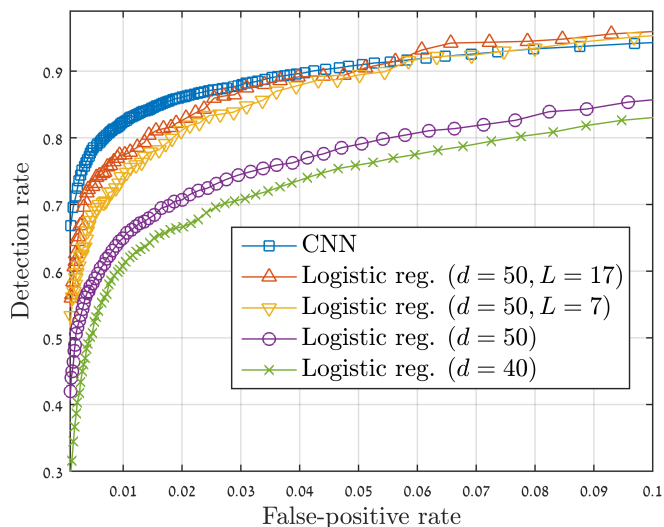 0.9
0.8
0.7
0.6
0.5
0.4
0.3
Detection rate
CNN
Logistic reg. (d = 50, L = 17)
Logistic reg. (d = 50, L = 7)
Logistic reg. (d = 50)
Logistic reg. (d = 40)
0.01 0.02 0.03 0.04 0.05 0.06 0.07 0.08 0.09 0.1
False-positive rate